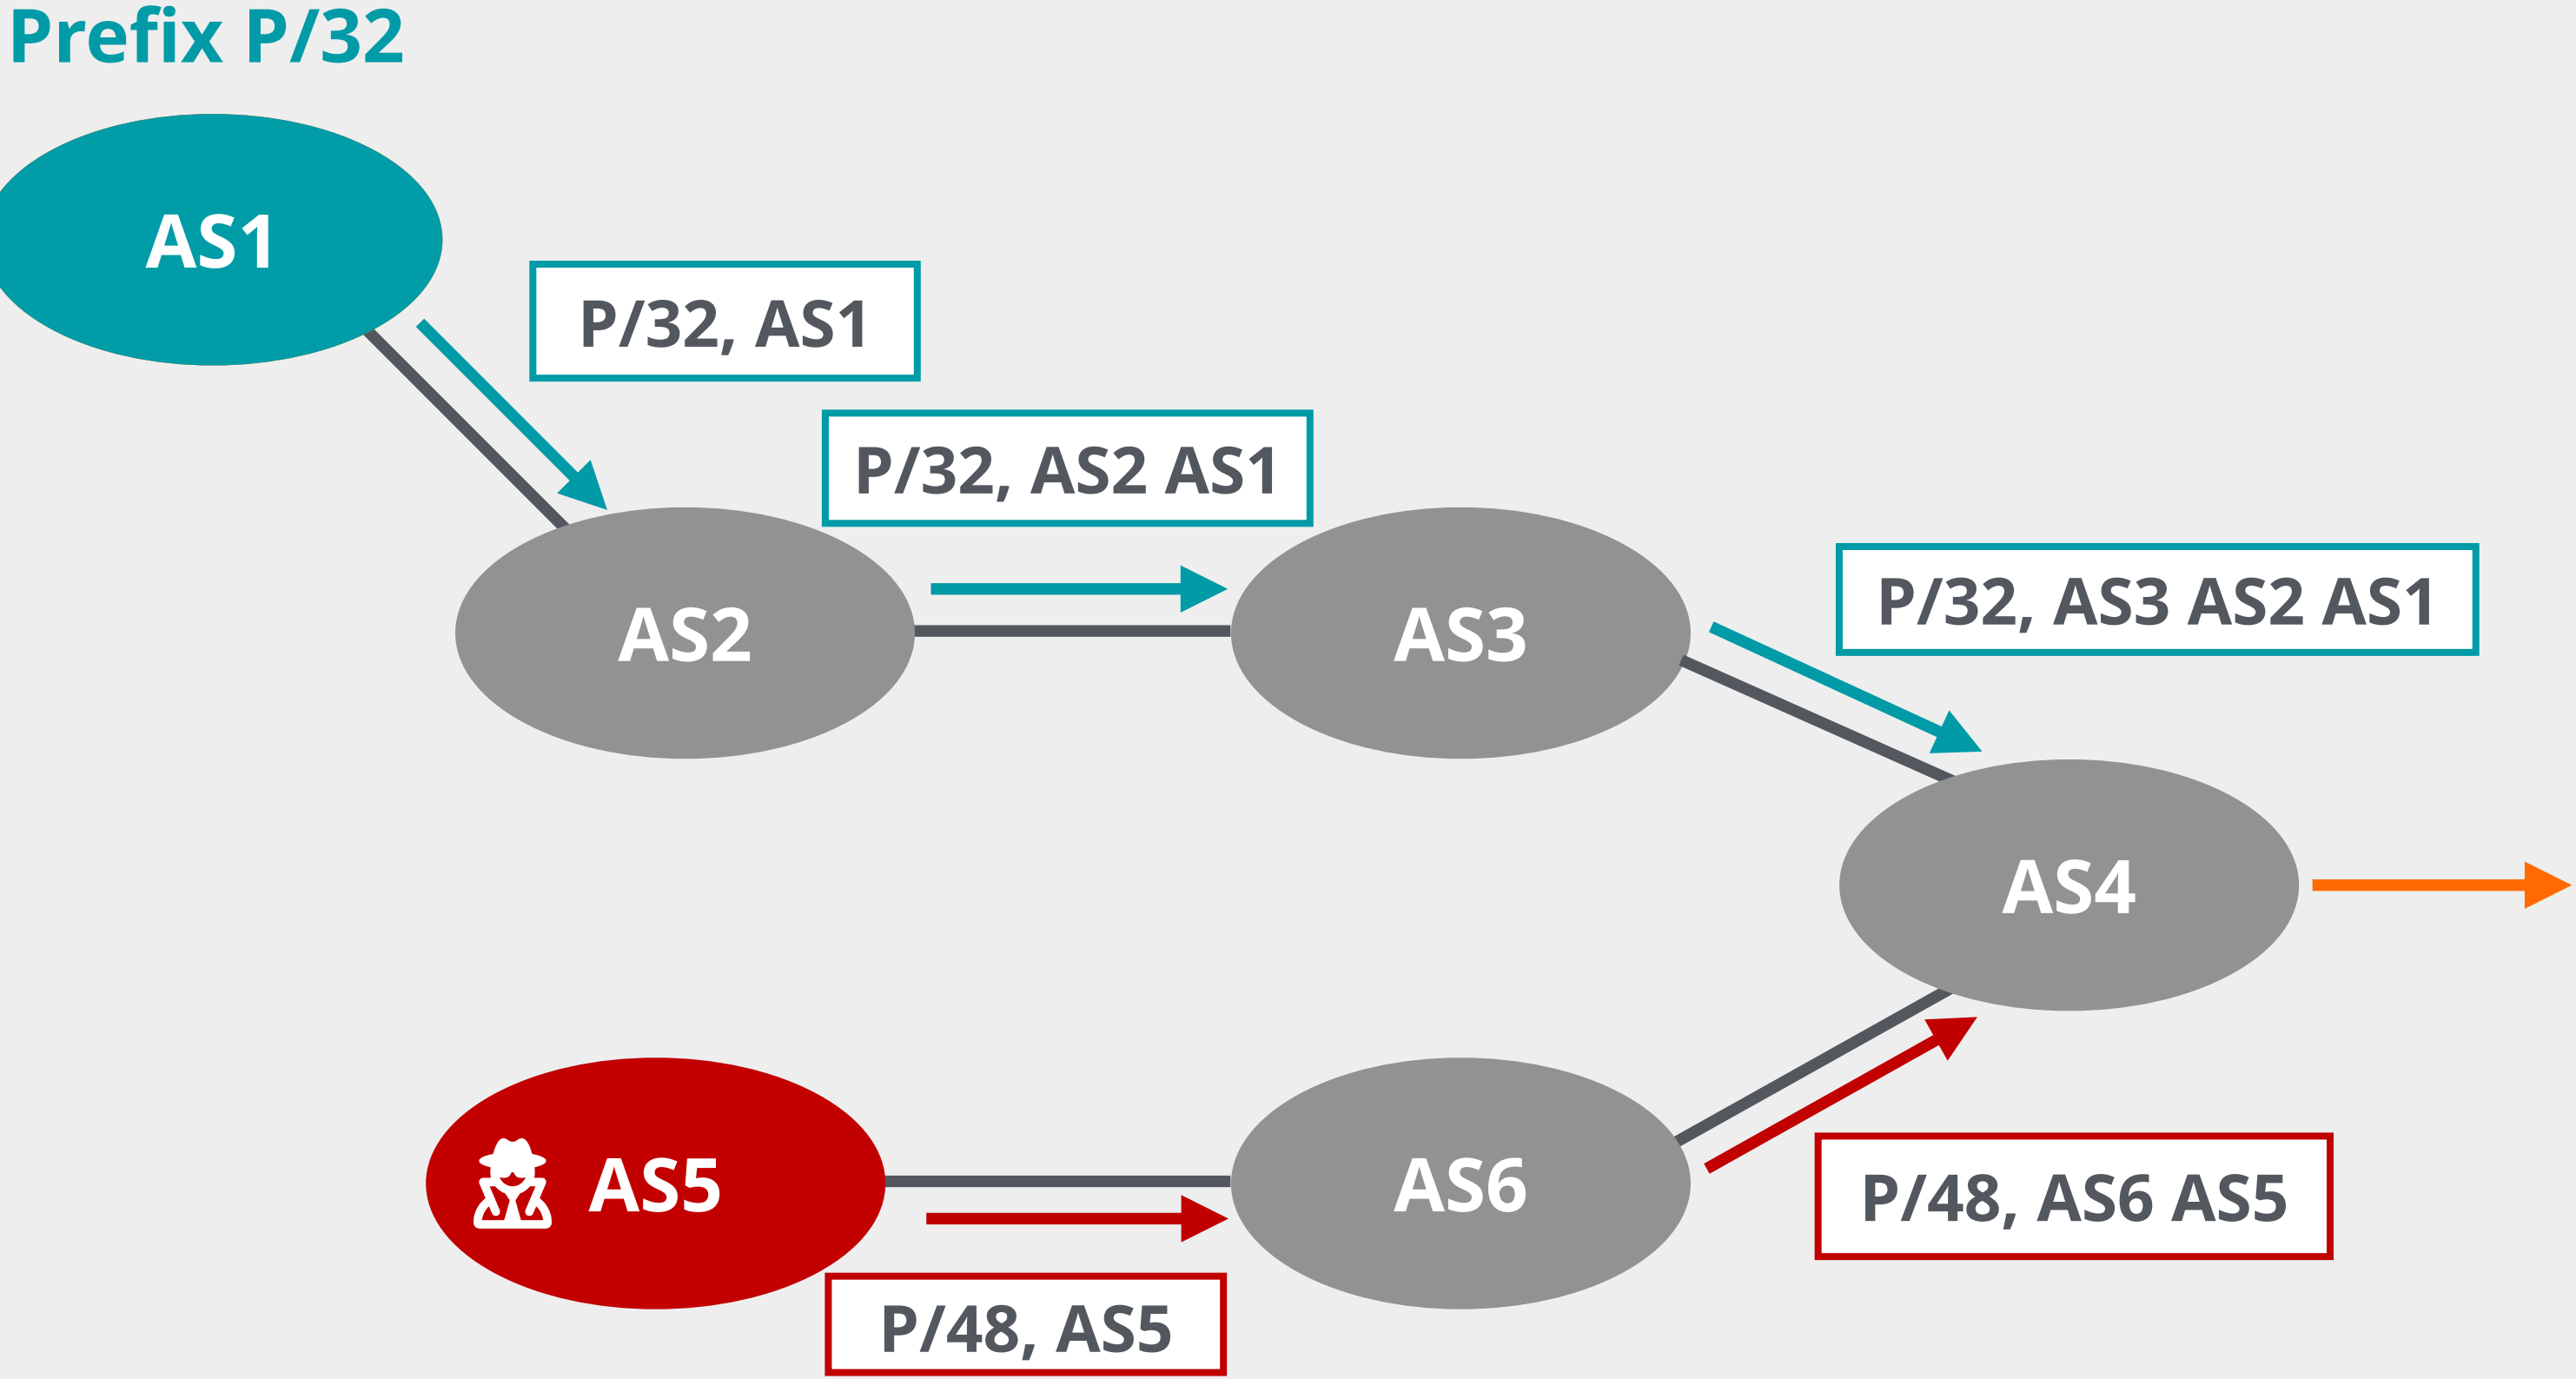 Prefix P/32
AS1
P/32, AS1
P/32, AS2 AS1
AS2
AS3
P/32, AS3 AS2 AS1
AS4
AS5
AS6
P/48, AS6 AS5
P/48, AS5